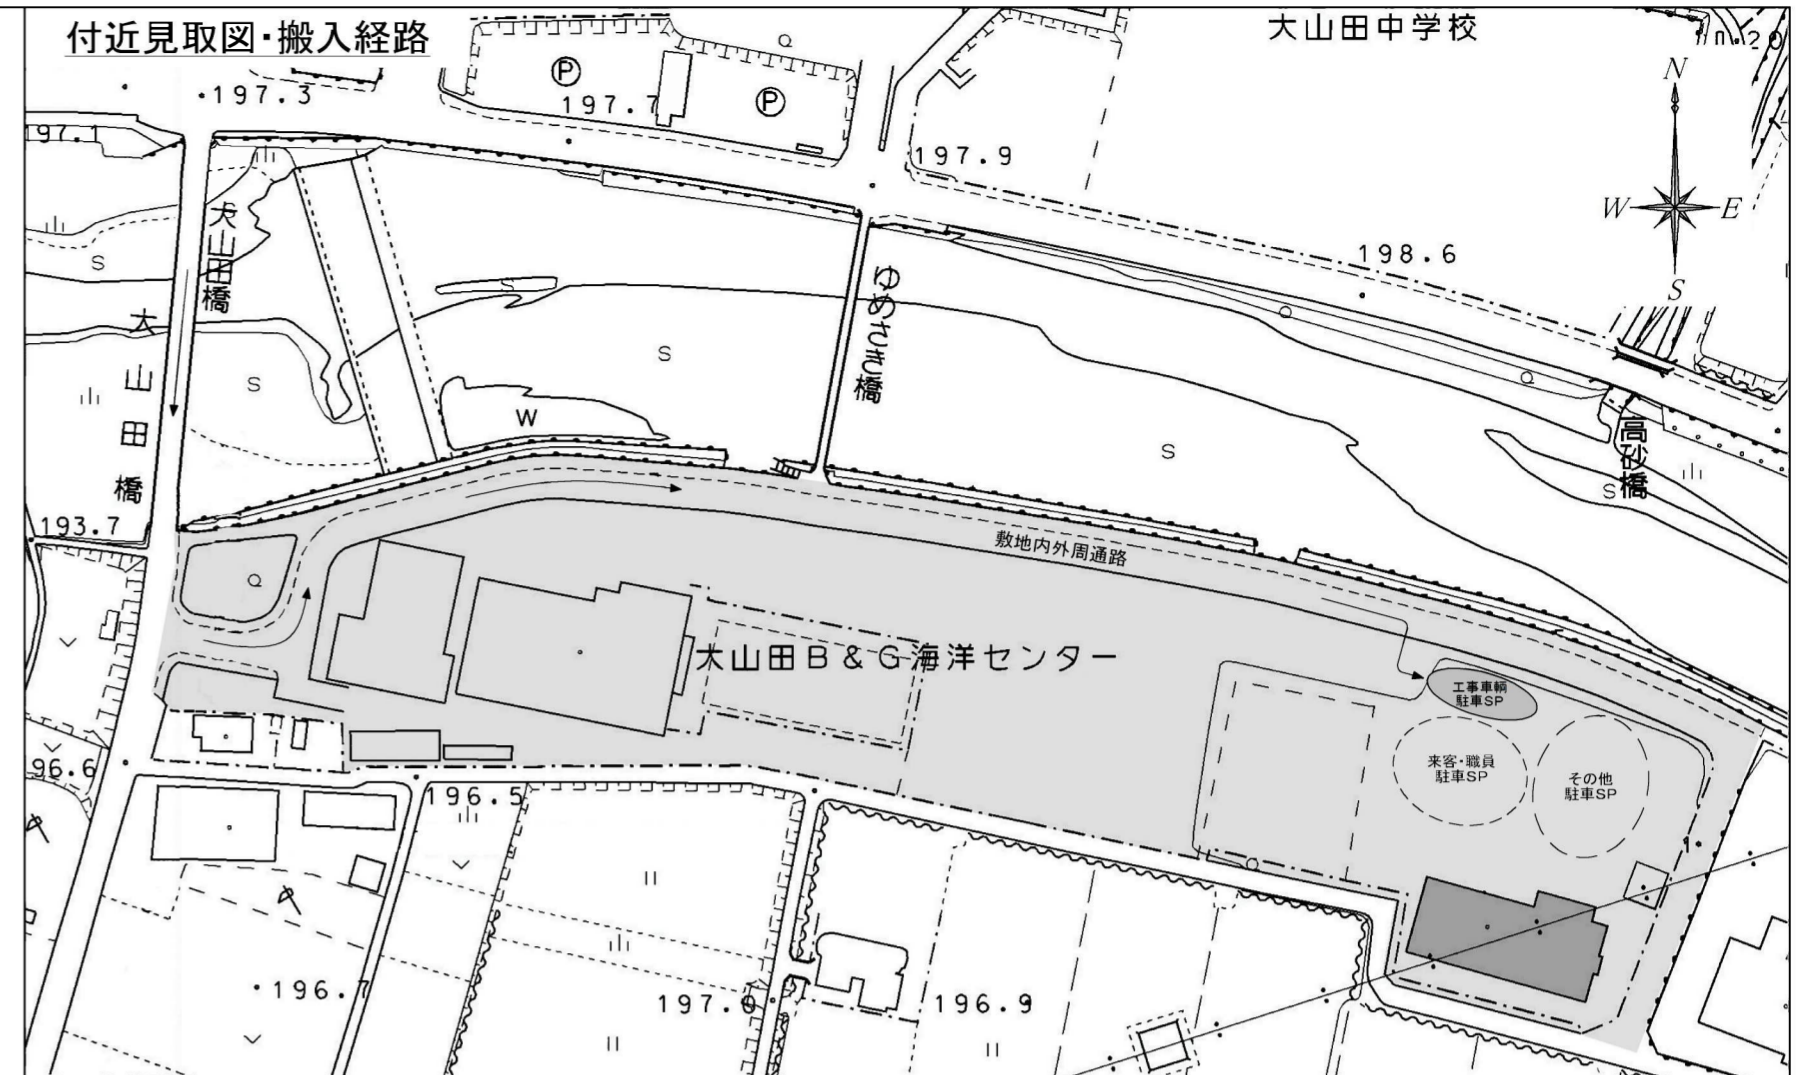 付近見取図・搬入経路
大山田中学校
N
W
E
S
197.3
197.7
197.1
P
P
197.9
198.6
大山田橋
大山田橋
ゆめさき橋
高砂橋
S
S
S
S
S
S
W
193.7
敷地内外周通路
大山田B&G海洋センター
工事車輌
駐車SP
来客・職員
駐車SP
その他
駐車SP
96.6
196.5
196.7
197.0
196.9